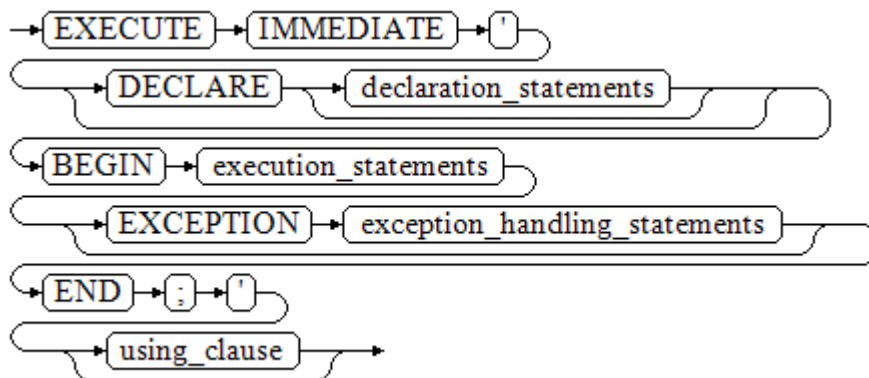 EXECUTE IMMEDIATE '
DECLARE declaration_statements
BEGIN execution_statements
EXCEPTION exception_handling_statements
END ; '
using_clause